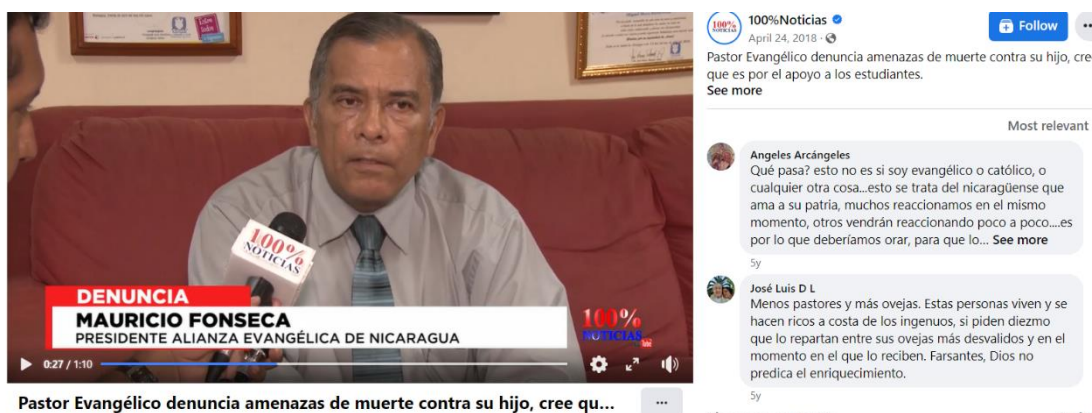 100%
NOTICIAS
DENUNCIA
MAURICIO FONSECA
PRESIDENTE ALIANZA EVANGÉLICA DE NICARAGUA
100%
NOTICIAS
0:27 / 1:10
Pastor Evangélico denuncia amenazas de muerte contra su hijo, cree qu...
100%
NOTICIAS
100%Noticias
April 24, 2018
Follow
Pastor Evangélico denuncia amenazas de muerte contra su hijo, cree
que es por el apoyo a los estudiantes.
See more
Most relevant
Angeles Arcángeles
Qué pasa? esto no es si soy evangélico o católico, o
cualquier otra cosa...esto se trata del nicaragüense que
ama a su patria, muchos reaccionamos en el mismo
momento, otros vendrán reaccionando poco a poco....es
por lo que deberíamos orar, para que lo... See more
5y
José Luis D L
Menos pastores y más ovejas. Estas personas viven y se
hacen ricos a costa de los ingenuos, si piden diezmo
que lo repartan entre sus ovejas más desvalidos y en el
momento en el que lo reciben. Farsantes, Dios no
predica el enriquecimiento.
5y